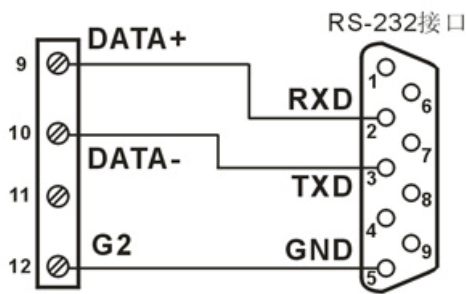 RS-232接口
DATA+
9
1
RXD
6
2
10
7
DATA-
3
TXD
8
11
4
G2
GND
9
12
5